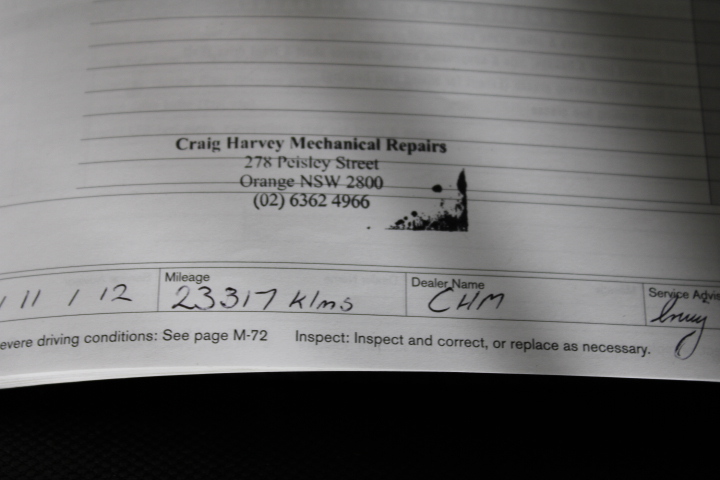 Craig Harvey Mechanical Repairs
278 Peisley Street
Orange NSW 2800
(02) 6362 4966
Mileage Dealer Name Service
/ 11 / 12 23317 Klms CHM
evere driving conditions: See page M-72 Inspect: Inspect and correct, or replace as necessary.